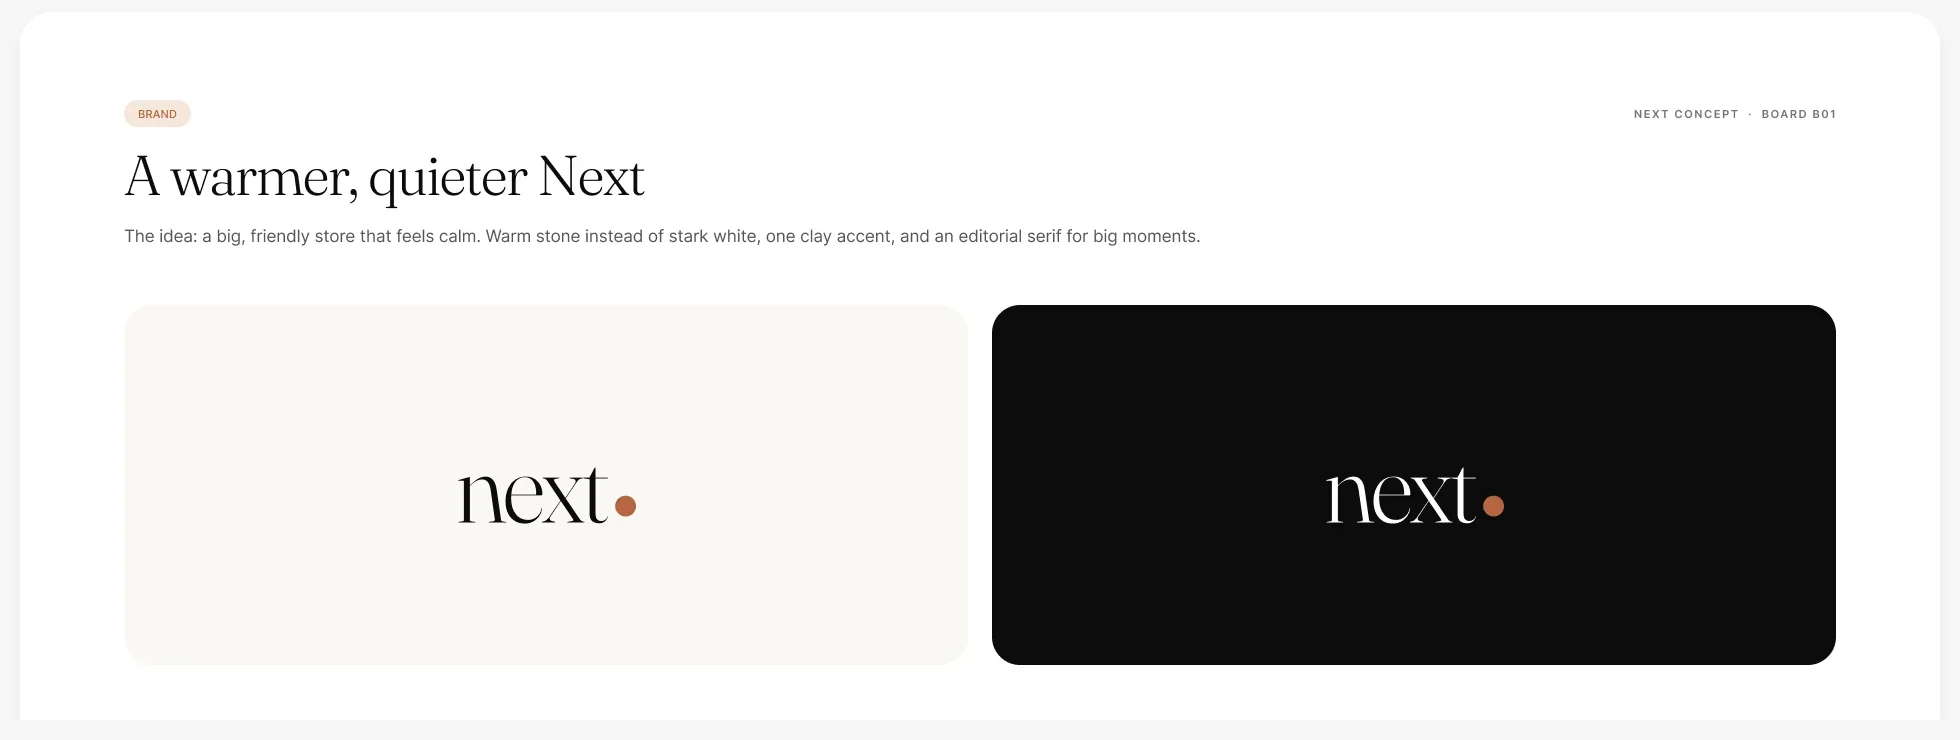 BRAND
NEXT CONCEPT · BOARD B01
A warmer, quieter Next
The idea: a big, friendly store that feels calm. Warm stone instead of stark white, one clay accent, and an editorial serif for big moments.
next.
next.